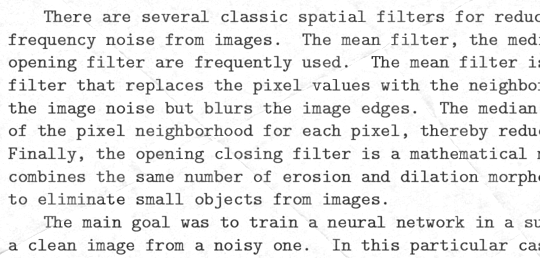 There are several classic spatial filters for reduc
frequency noise from images. The mean filter, the medi
opening filter are frequently used. The mean filter is
filter that replaces the pixel values with the neighbor
the image noise but blurs the image edges. The median
of the pixel neighborhood for each pixel, thereby reduc
Finally, the opening closing filter is a mathematical m
combines the same number of erosion and dilation morpho
to eliminate small objects from images.
The main goal was to train a neural network in a su
a clean image from a noisy one. In this particular cas